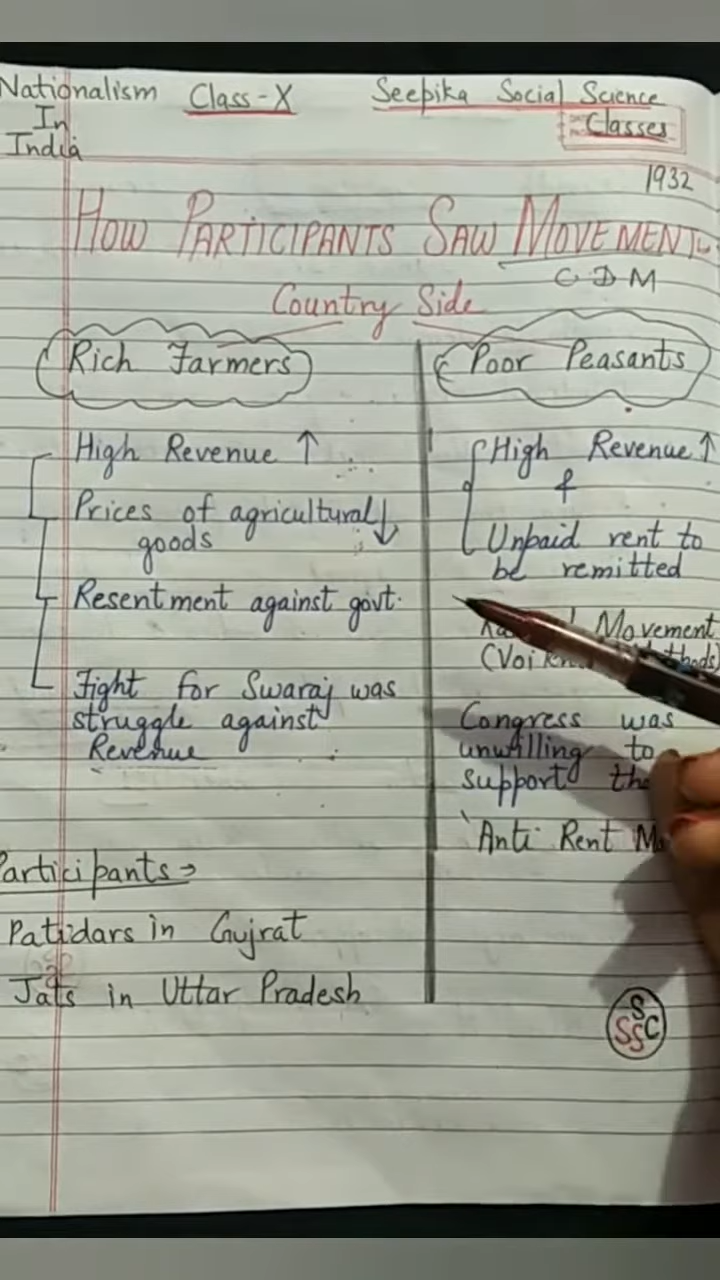 Nationalism
In
India
Class-X
Seepika Social Science
Classes
1932
HOW PARTICIPANTS SAW MOVEMENT
CDM
Country Side
Rich Farmers
High Revenue ↑
Prices of agricultural ↓
goods
Resentment against govt.
Fight for Swaraj was
struggle against
Revenue
Participants →
Patidars in Gujrat
Jats in Uttar Pradesh
Poor Peasants
High Revenue ↑
&
Unpaid rent to
be remitted
Movement
Congress was
unwilling to
support
'Anti Rent
SSSC